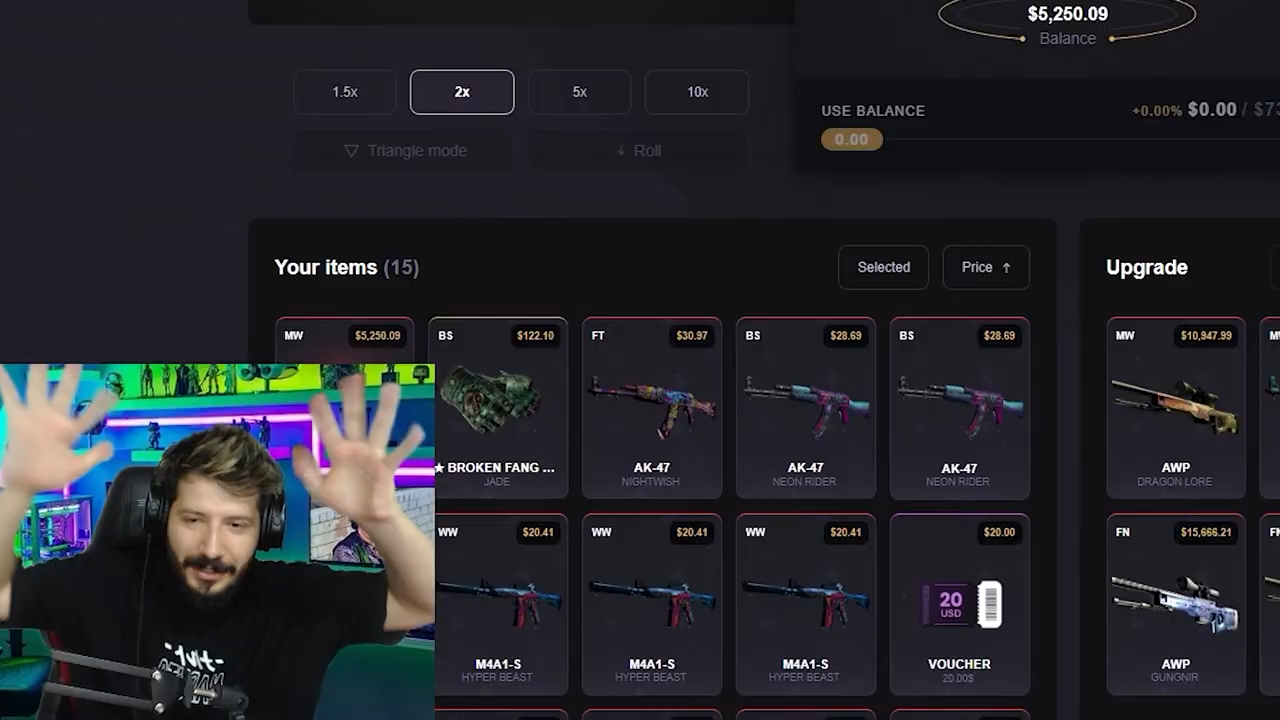 $5,250.09
Balance
1.5x 2x 5x 10x
USE BALANCE +0.00% $0.00 /
0.00
Triangle mode Roll
Your items (15) Selected Price ↑ Upgrade
MW $5,250.09 BS $122.10 FT $30.97 BS $28.69 BS $28.69 MW $10,947.99
★ BROKEN FANG ... AK-47 AK-47 AK-47 AWP
JADE NIGHTWISH NEON RIDER NEON RIDER DRAGON LORE
WW $20.41 WW $20.41 WW $20.41 $20.00 FN $15,666.21
20
USD
M4A1-S M4A1-S M4A1-S VOUCHER AWP
HYPER BEAST HYPER BEAST HYPER BEAST 20.00$ GUNGNIR